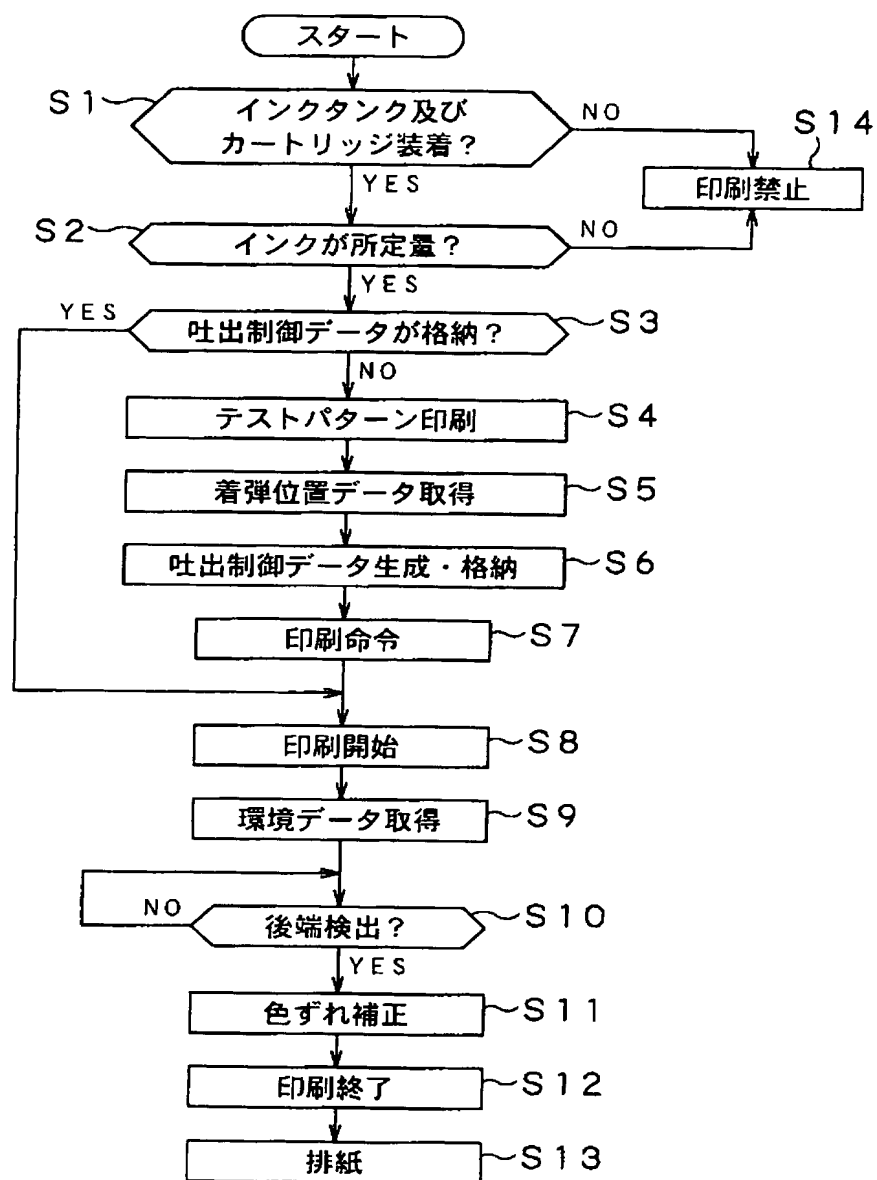 スタート
S1
インクタンク及び
カートリッジ装着?
NO
S14
印刷禁止
YES
S2
インクが所定量?
NO
YES
YES
吐出制御データが格納?
S3
NO
テストパターン印刷
S4
着弾位置データ取得
S5
吐出制御データ生成・格納
S6
印刷命令
S7
印刷開始
S8
環境データ取得
S9
NO
後端検出?
S10
YES
色ずれ補正
S11
印刷終了
S12
排紙
S13